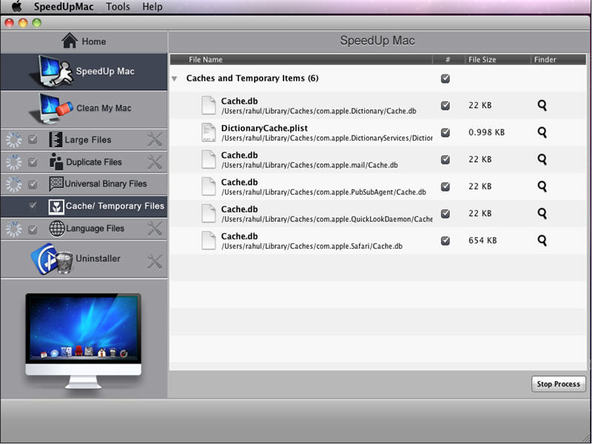 SpeedUpMac Tools Help
Home
SpeedUp Mac
Clean My Mac
Large Files
Duplicate Files
Universal Binary Files
Cache/ Temporary Files
Language Files
Uninstaller
SpeedUp Mac
File Name # File Size Finder
Caches and Temporary Items (6)
Cache.db
/Users/rahul/Library/Caches/com.apple.Dictionary/Cache.db
22 KB
DictionaryCache.plist
/Users/rahul/Library/Caches/com.apple.DictionaryServices/Diction
0.998 KB
Cache.db
/Users/rahul/Library/Caches/com.apple.mail/Cache.db
22 KB
Cache.db
/Users/rahul/Library/Caches/com.apple.PubSubAgent/Cache.db
22 KB
Cache.db
/Users/rahul/Library/Caches/com.apple.QuickLookDaemon/Cache
22 KB
Cache.db
/Users/rahul/Library/Caches/com.apple.Safari/Cache.db
654 KB
Stop Process